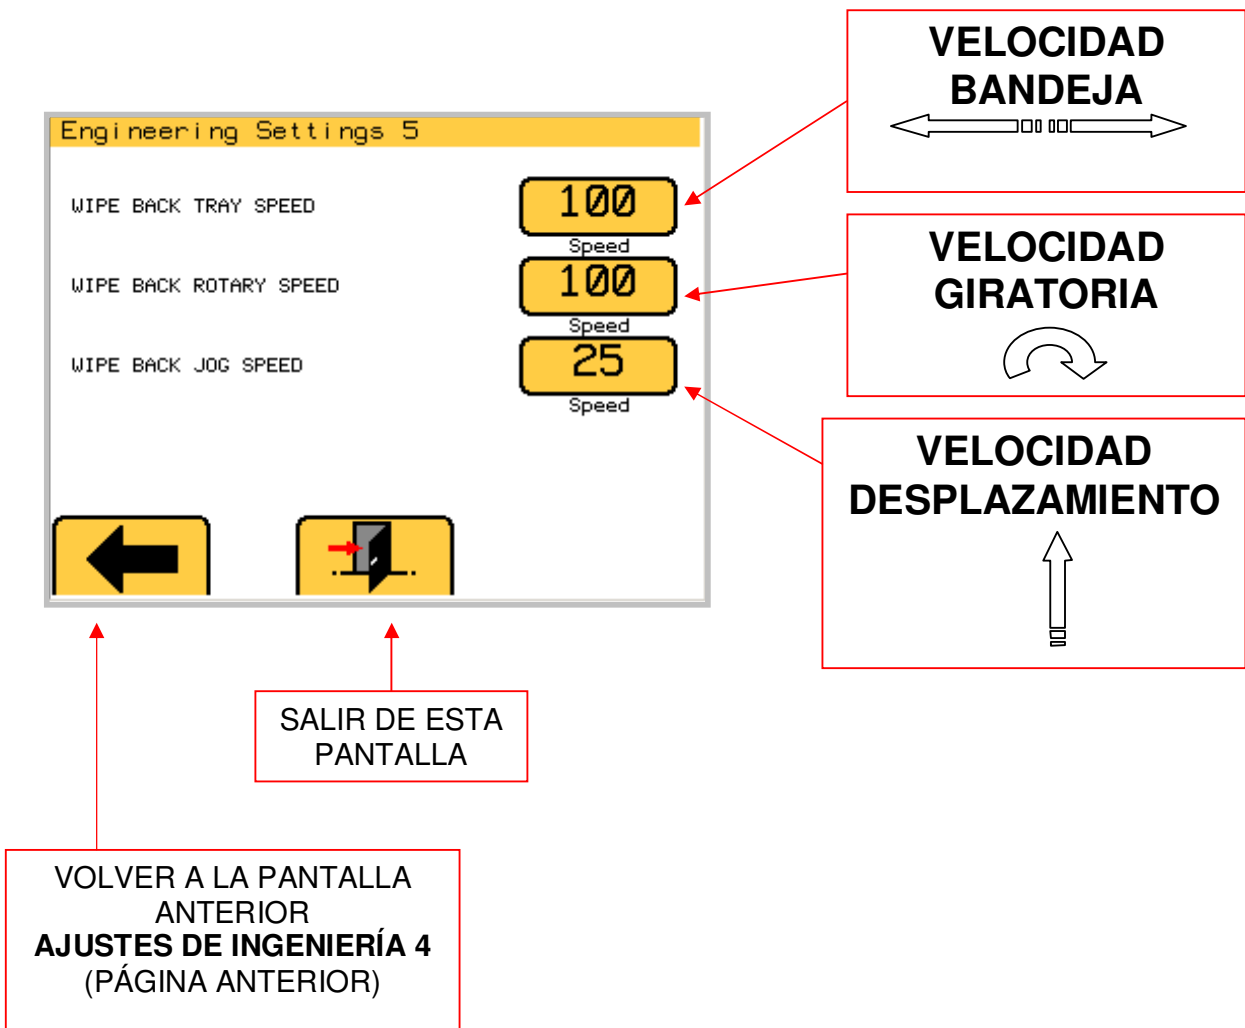 VELOCIDAD
BANDEJA
Engineering Settings 5
WIPE BACK TRAY SPEED
100
Speed
VELOCIDAD
GIRATORIA
WIPE BACK ROTARY SPEED
100
Speed
WIPE BACK JOG SPEED
25
Speed
VELOCIDAD
DESPLAZAMIENTO
SALIR DE ESTA
PANTALLA
VOLVER A LA PANTALLA
ANTERIOR
AJUSTES DE INGENIERÍA 4
(PÁGINA ANTERIOR)